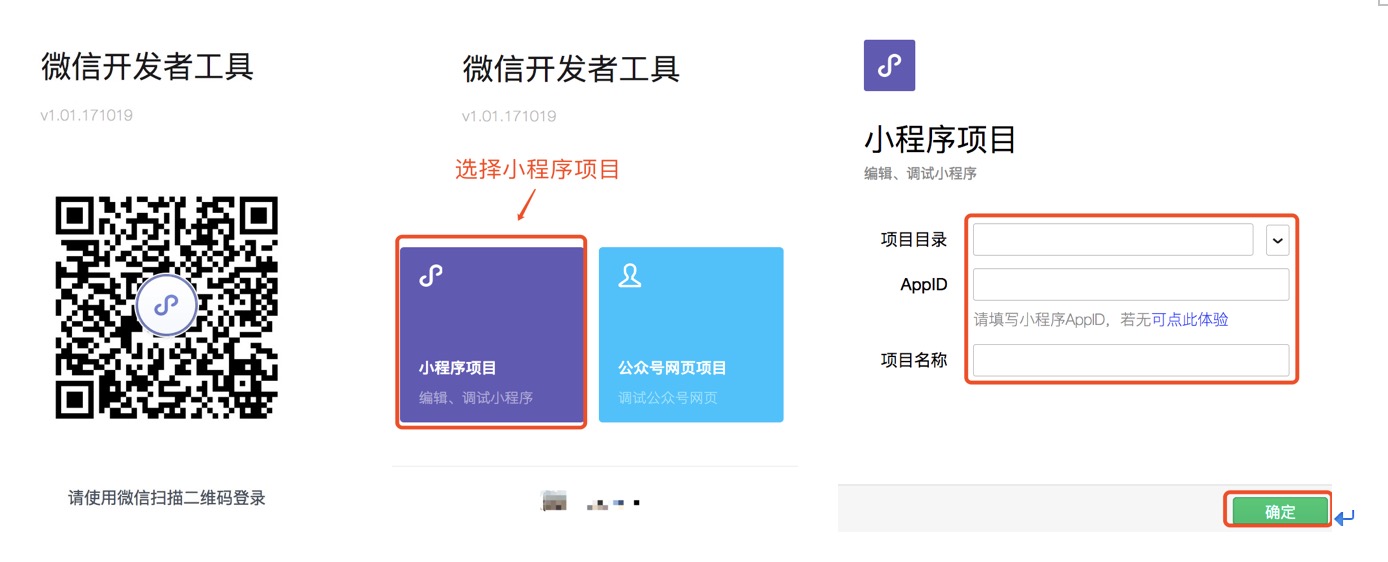 微信开发者工具
v1.01.171019
请使用微信扫描二维码登录
微信开发者工具
v1.01.171019
选择小程序项目
小程序项目
编辑、调试小程序
公众号网页项目
调试公众号网页
小程序项目
编辑、调试小程序
项目目录
AppID
请填写小程序AppID，若无可点此体验
项目名称
确定